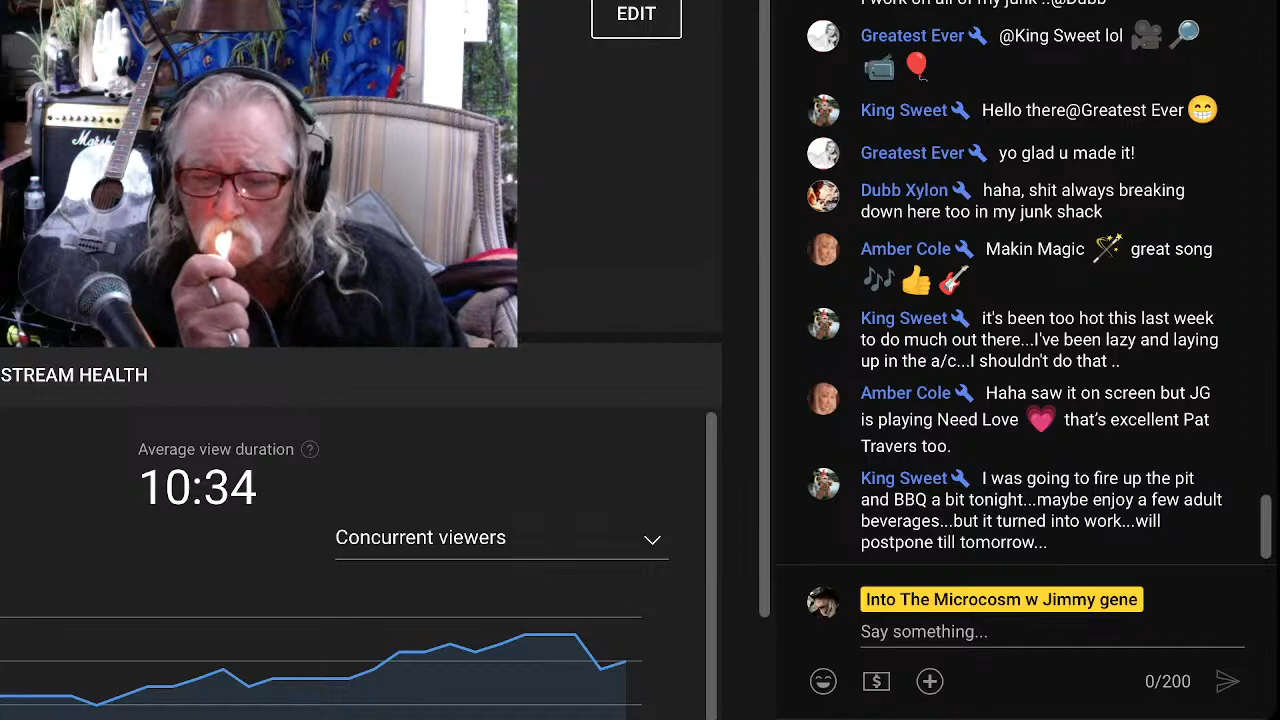 I work on all of my junk ..@Dubb
EDIT
Greatest Ever @King Sweet lol
King Sweet Hello there@Greatest Ever
Marshall
Greatest Ever yo glad u made it!
Dubb Xylon haha, shit always breaking
down here too in my junk shack
Amber Cole Makin Magic great song
King Sweet it's been too hot this last week
to do much out there...I've been lazy and laying
up in the a/c...I shouldn't do that ..
STREAM HEALTH
Amber Cole Haha saw it on screen but JG
is playing Need Love that’s excellent Pat
Travers too.
Average view duration ?
10:34
King Sweet I was going to fire up the pit
and BBQ a bit tonight...maybe enjoy a few adult
beverages...but it turned into work...will
postpone till tomorrow...
Concurrent viewers
Into The Microcosm w Jimmy gene
Say something...
$
0/200